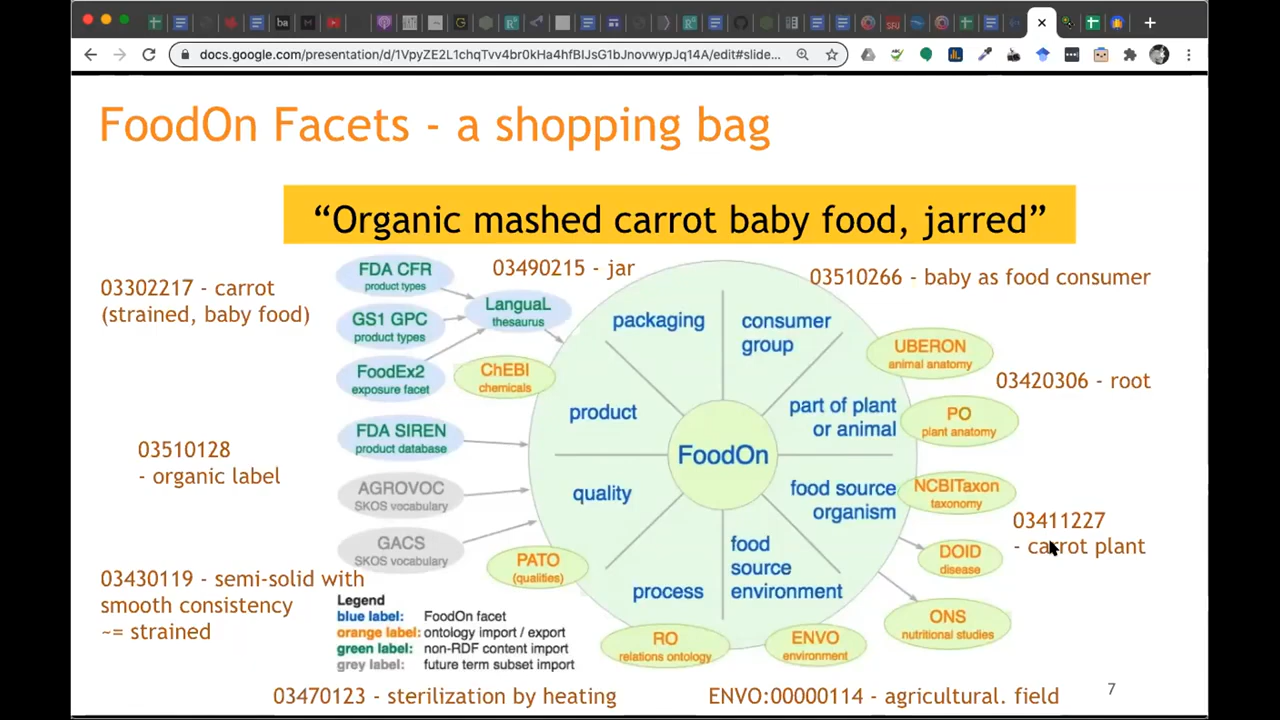 docs.google.com/presentation/d/1VpyZE2L1chqTvv4br0kHa4hfBIJsG1bJnovwypJq14A/edit#slide...
FoodOn Facets - a shopping bag
“Organic mashed carrot baby food, jarred”
03302217 - carrot
(strained, baby food)
03510128
- organic label
03430119 - semi-solid with
smooth consistency
~= strained
03490215 - jar
03510266 - baby as food consumer
03420306 - root
03411227
- carrot plant
FDA CFR
product types
GS1 GPC
product types
FoodEx2
exposure facet
LanguaL
thesaurus
ChEBI
chemicals
FDA SIREN
product database
AGROVOC
SKOS vocabulary
GACS
SKOS vocabulary
PATO
(qualities)
packaging
consumer
group
product
part of plant
or animal
FoodOn
quality
food source
organism
process
food
source
environment
UBERON
animal anatomy
PO
plant anatomy
NCBITaxon
taxonomy
DOID
disease
ONS
nutritional studies
RO
relations ontology
ENVO
environment
Legend
blue label: FoodOn facet
orange label: ontology import / export
green label: non-RDF content import
grey label: future term subset import
03470123 - sterilization by heating
ENVO:00000114 - agricultural. field
7